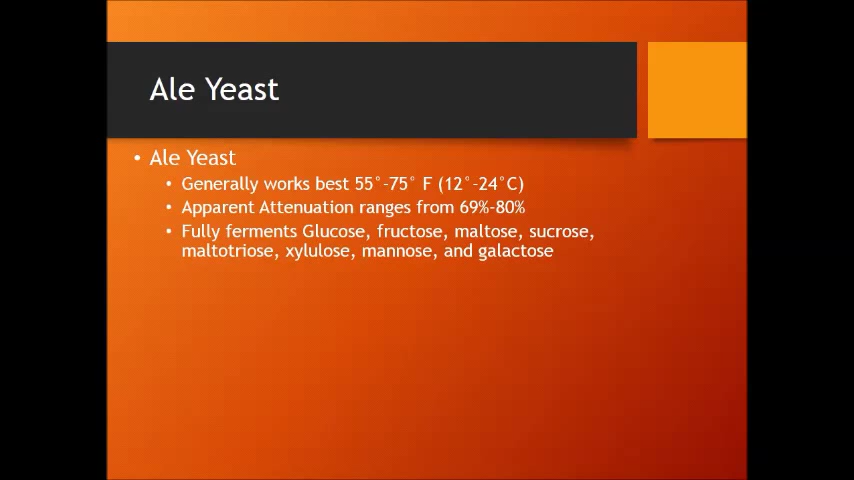 Ale Yeast
• Ale Yeast
• Generally works best 55°-75° F (12°-24°C)
• Apparent Attenuation ranges from 69%-80%
• Fully ferments Glucose, fructose, maltose, sucrose,
maltotriose, xylulose, mannose, and galactose